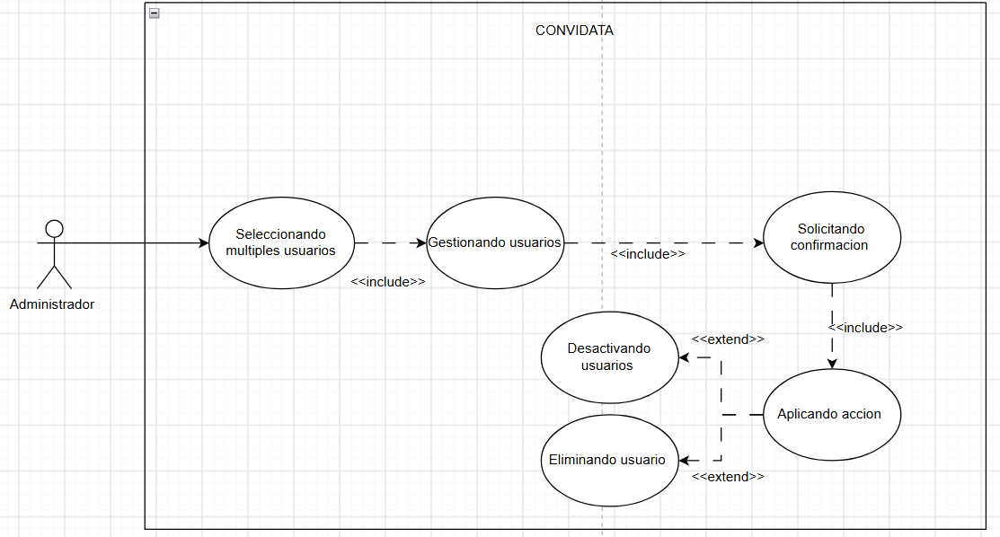 CONVIDATA
Seleccionando
multiples usuarios
Gestionando usuarios
Solicitando
confirmacion
<<include>>
<<include>>
Administrador
<<include>>
Desactivando
usuarios
<<extend>>
Aplicando accion
Eliminando usuario
<<extend>>